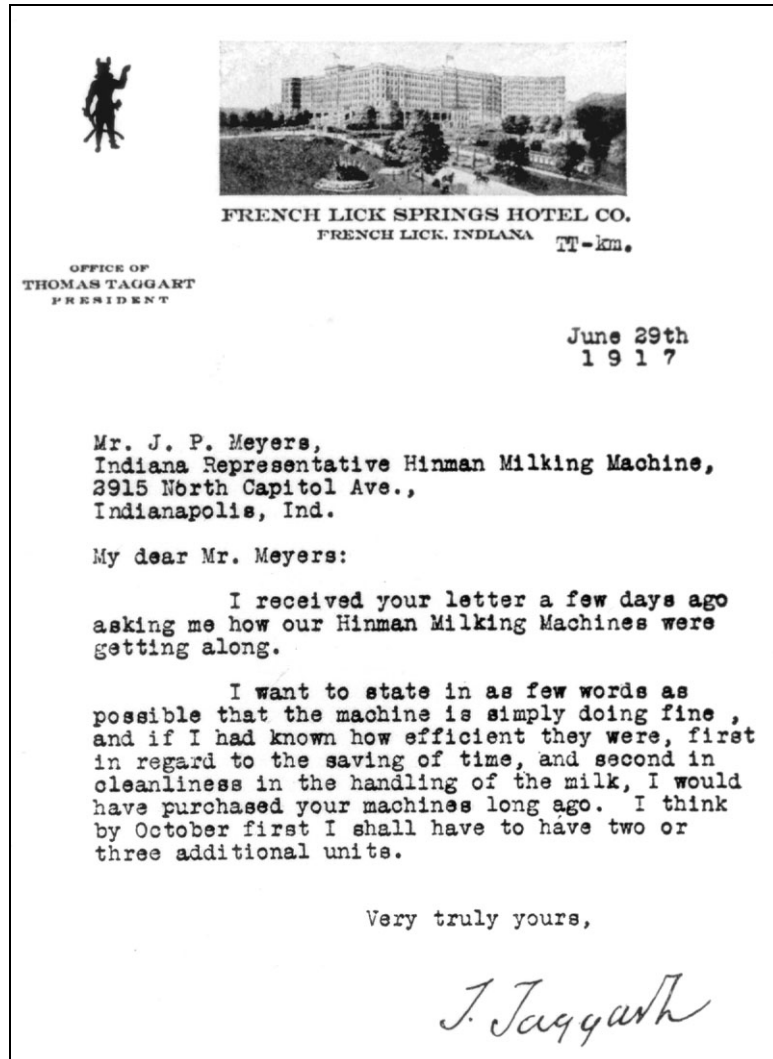 FRENCH LICK SPRINGS HOTEL CO.
FRENCH LICK, INDIANA
TT-km.
OFFICE OF
THOMAS TAGGART
PRESIDENT
June 29th
1 9 1 7
Mr. J. P. Meyers,
Indiana Representative Hinman Milking Machine,
2915 North Capitol Ave.,
Indianapolis, Ind.
My dear Mr. Meyers:
I received your letter a few days ago
asking me how our Hinman Milking Machines were
getting along.
I want to state in as few words as
possible that the machine is simply doing fine ,
and if I had known how efficient they were, first
in regard to the saving of time, and second in
cleanliness in the handling of the milk, I would
have purchased your machines long ago.  I think
by October first I shall have to have two or
three additional units.
Very truly yours,
T. Taggart